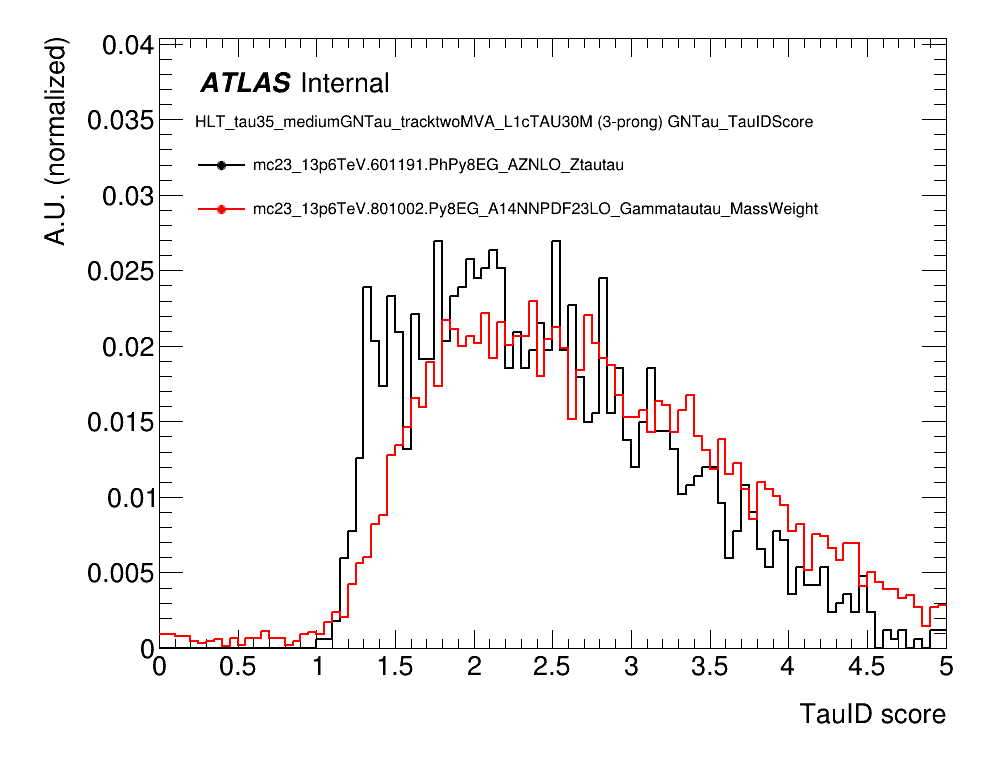 0.04
0.035
0.03
0.025
0.02
0.015
0.01
0.005
0
A.U. (normalized)
ATLAS Internal
HLT_tau35_mediumGNTau_tracktwoMVA_L1cTAU30M (3-prong) GNTau_TauIDScore
mc23_13p6TeV.601191.PhPy8EG_AZNLO_Ztautau
mc23_13p6TeV.801002.Py8EG_A14NNPDF23LO_Gammatautau_MassWeight
0 0.5 1 1.5 2 2.5 3 3.5 4 4.5 5
TauID score